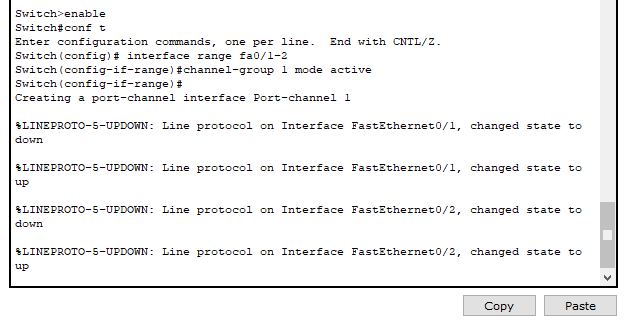 Switch>enable
Switch#conf t
Enter configuration commands, one per line.  End with CNTL/Z.
Switch(config)# interface range fa0/1-2
Switch(config-if-range)#channel-group 1 mode active
Switch(config-if-range)#
Creating a port-channel interface Port-channel 1
%LINEPROTO-5-UPDOWN: Line protocol on Interface FastEthernet0/1, changed state to
down
%LINEPROTO-5-UPDOWN: Line protocol on Interface FastEthernet0/1, changed state to
up
%LINEPROTO-5-UPDOWN: Line protocol on Interface FastEthernet0/2, changed state to
down
%LINEPROTO-5-UPDOWN: Line protocol on Interface FastEthernet0/2, changed state to
up
Copy Paste